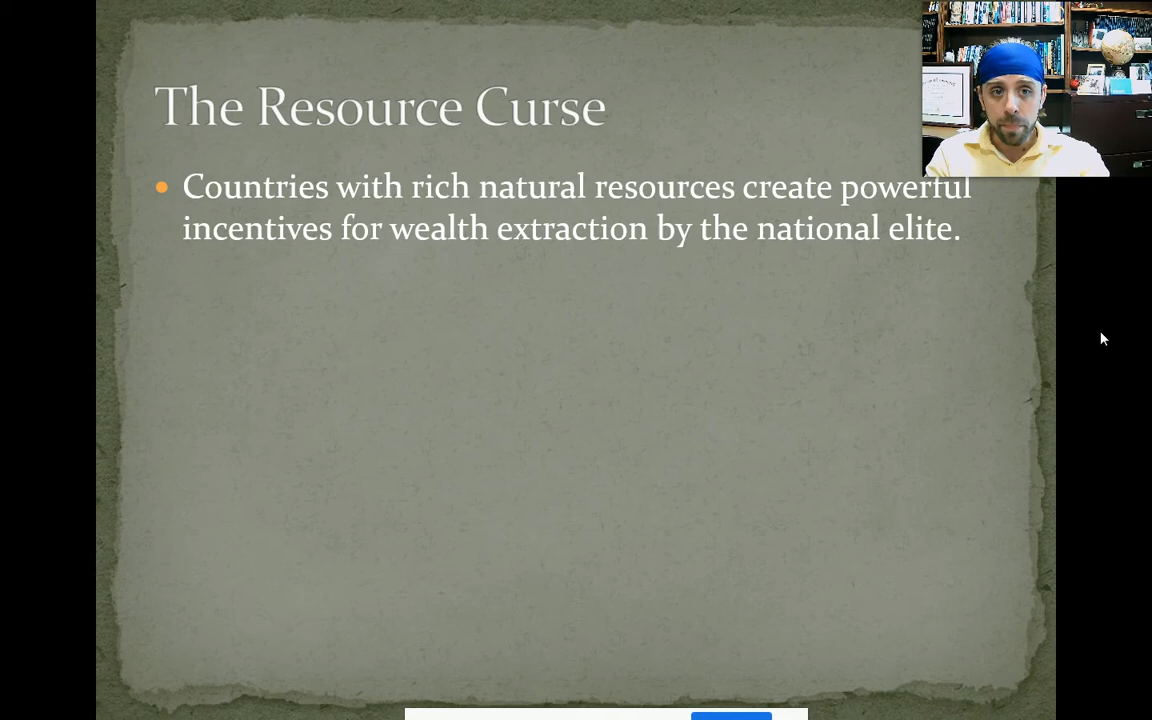 The Resource Curse
Countries with rich natural resources create powerful
incentives for wealth extraction by the national elite.